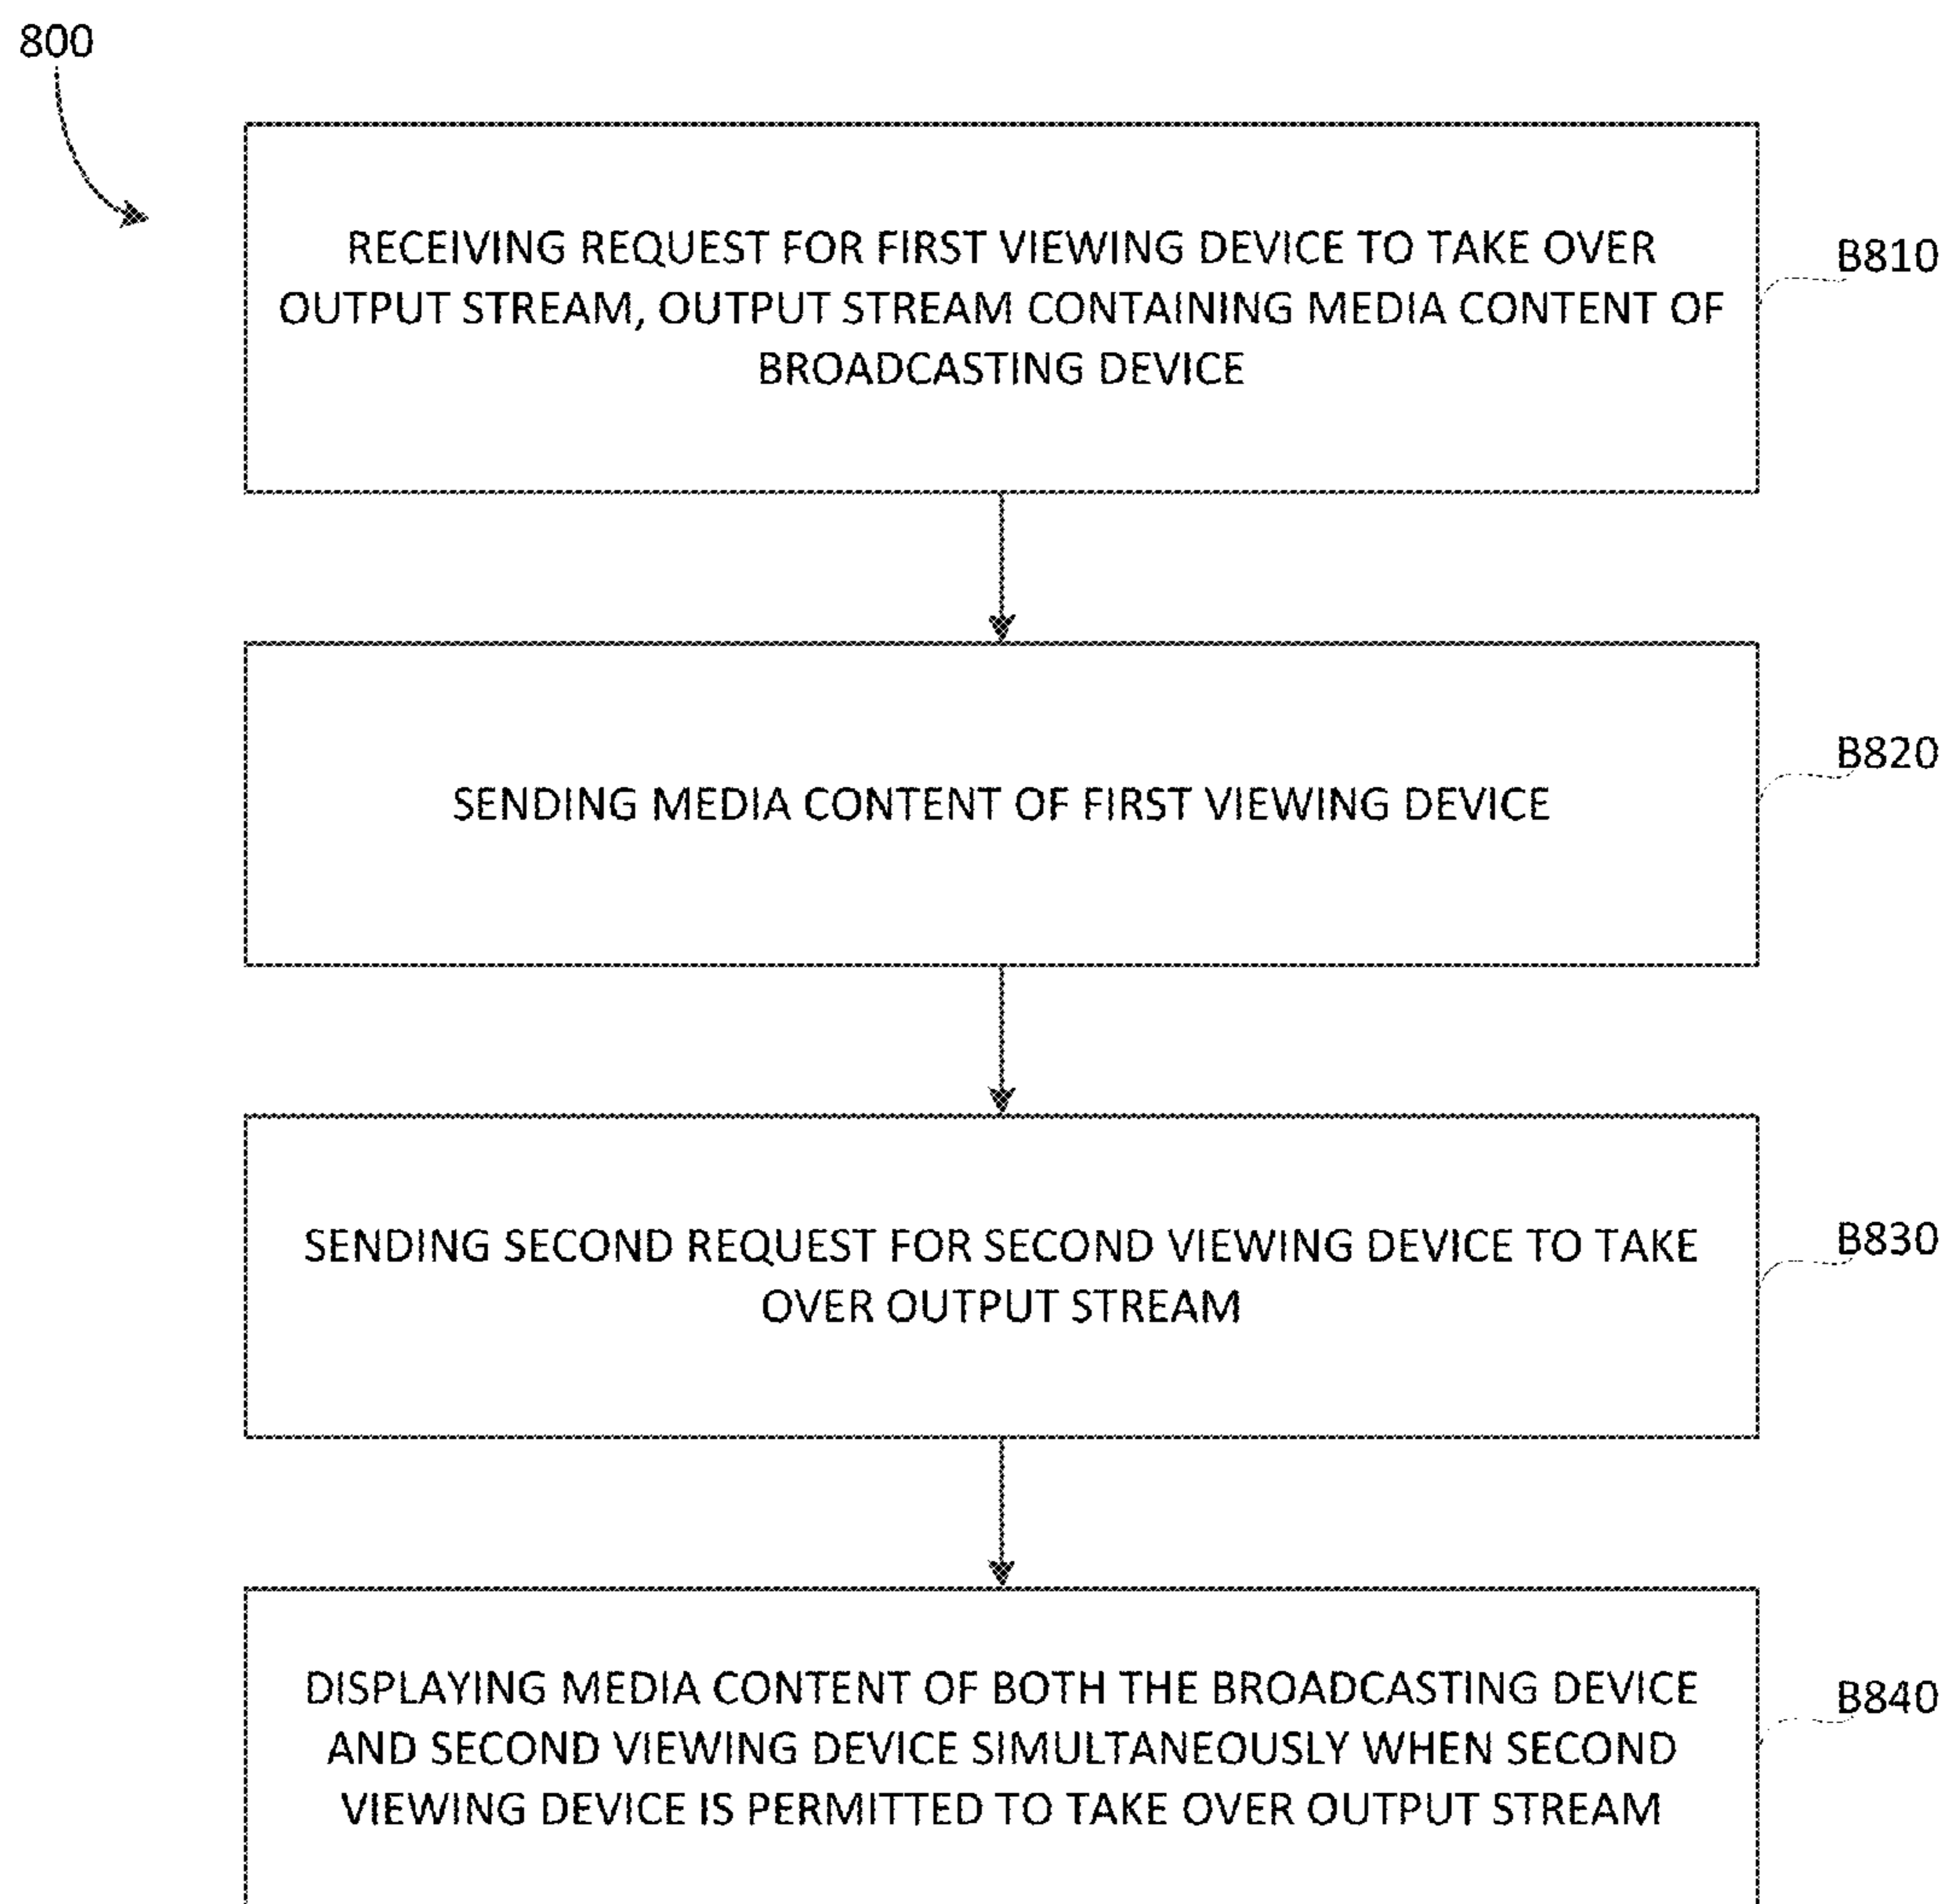 800
RECEIVING REQUEST FOR FIRST VIEWING DEVICE TO TAKE OVER
OUTPUT STREAM, OUTPUT STREAM CONTAINING MEDIA CONTENT OF
BROADCASTING DEVICE
B810
SENDING MEDIA CONTENT OF FIRST VIEWING DEVICE
B820
SENDING SECOND REQUEST FOR SECOND VIEWING DEVICE TO TAKE
OVER OUTPUT STREAM
B830
DISPLAYING MEDIA CONTENT OF BOTH THE BROADCASTING DEVICE
AND SECOND VIEWING DEVICE SIMULTANEOUSLY WHEN SECOND
VIEWING DEVICE IS PERMITTED TO TAKE OVER OUTPUT STREAM
B840